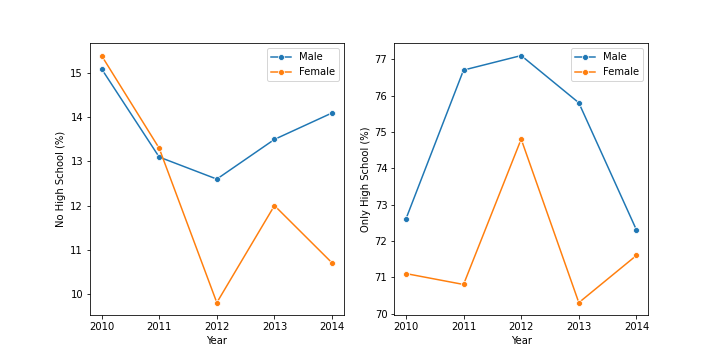 No High School (%)
15
14
13
12
11
10
2010 2011 2012 2013 2014
Year
Male
Female
Only High School (%)
77
76
75
74
73
72
71
70
2010 2011 2012 2013 2014
Year
Male
Female